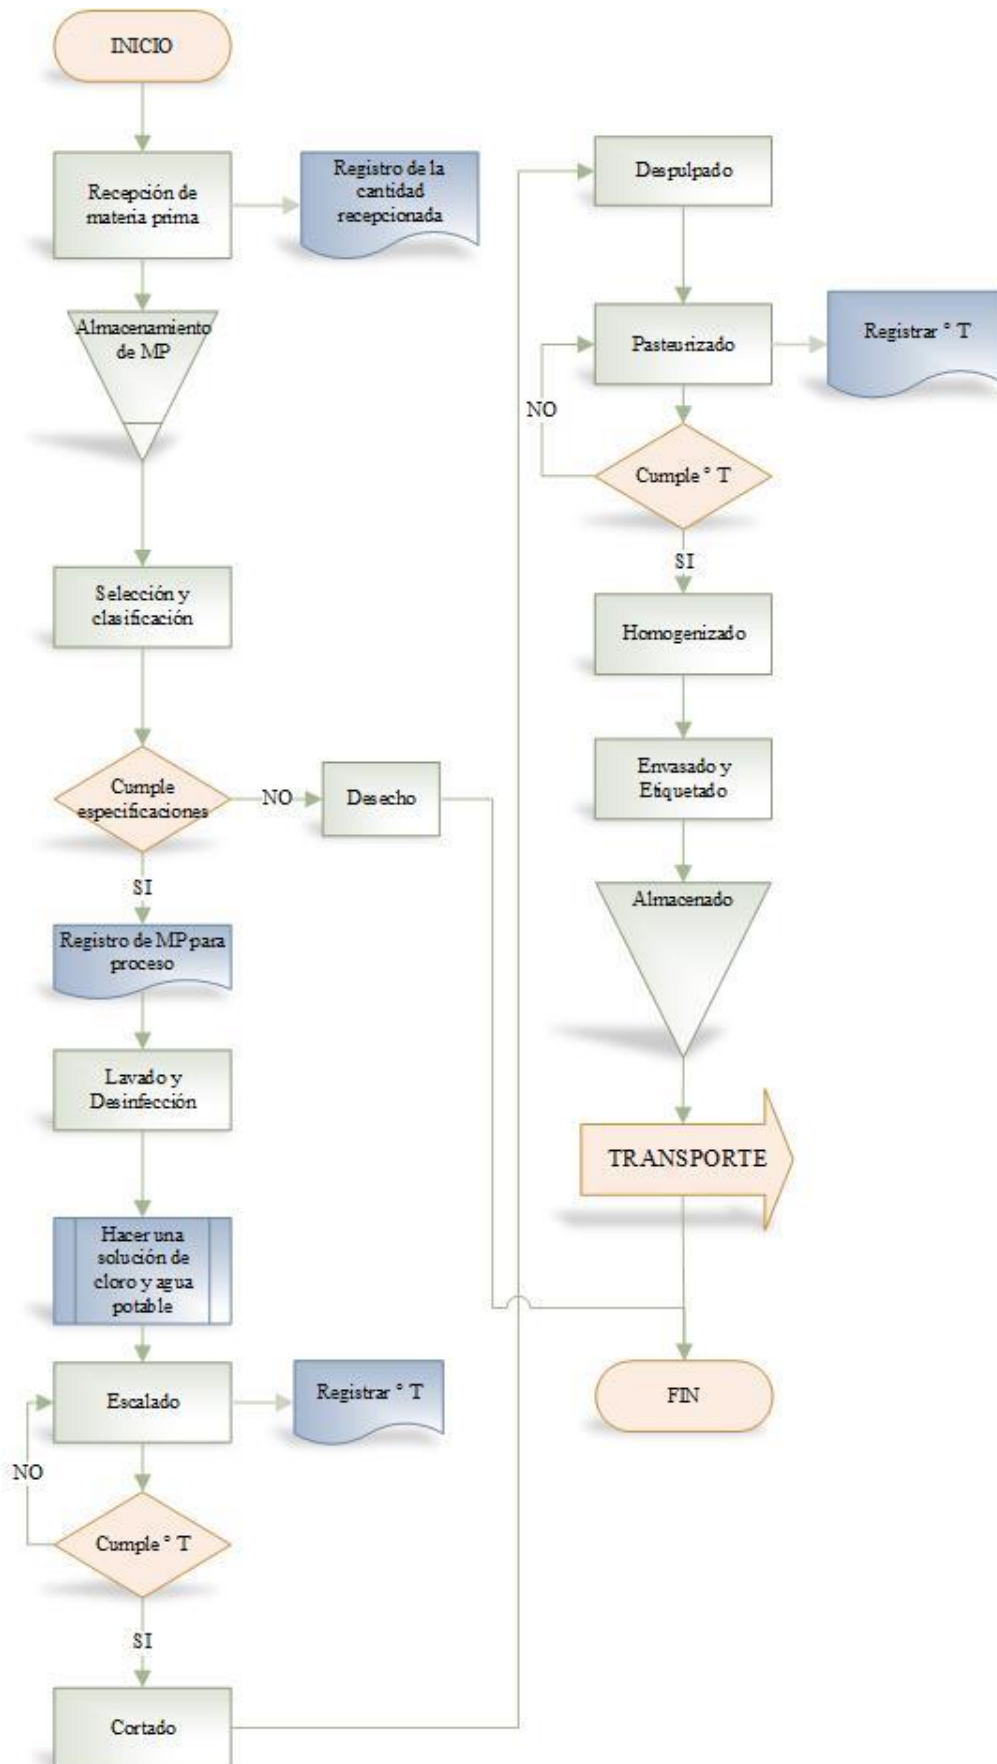 INICIO
Recepción de
materia prima
Registro de la
cantidad
recepcionada
Almacenamiento
de MP
Selección y
clasificación
Cumple
especificaciones
NO
Desecho
SI
Registro de MP para
proceso
Lavado y
Desinfección
Hacer una
solución de
cloro y agua
potable
Escalado
Registrar ° T
NO
Cumple ° T
SI
Cortado
Despulpado
Pasteurizado
Registrar ° T
NO
Cumple ° T
SI
Homogenizado
Envasado y
Etiquetado
Almacenado
TRANSPORTE
FIN